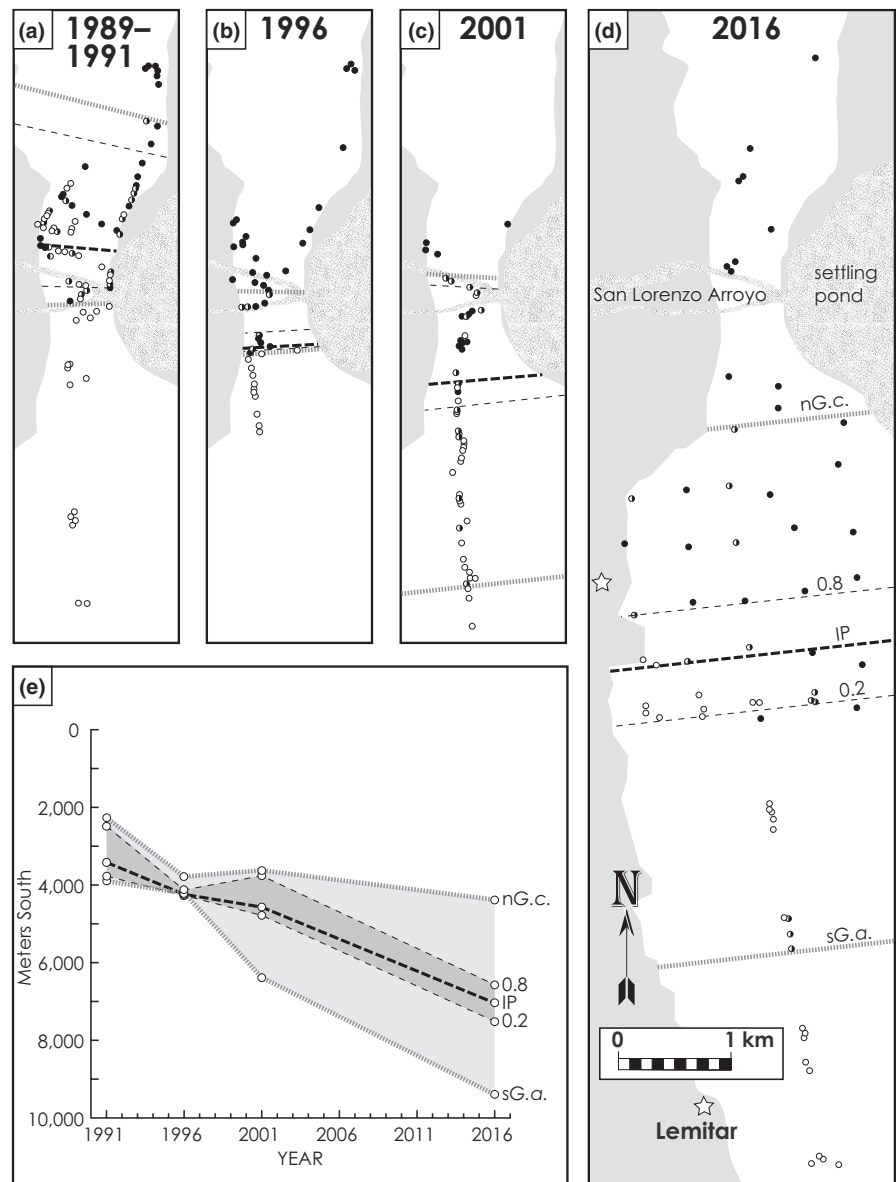 (a) 1989–
1991
(b) 1996
(c) 2001
(d) 2016
San Lorenzo Arroyo
settling
pond
nG.c.
0.8
IP
0.2
sG.a.
N
0 1 km
Lemitar
(e)
Meters South
0
2,000
4,000
6,000
8,000
10,000
nG.c.
0.8
IP
0.2
sG.a.
1991 1996 2001 2006 2011 2016
YEAR